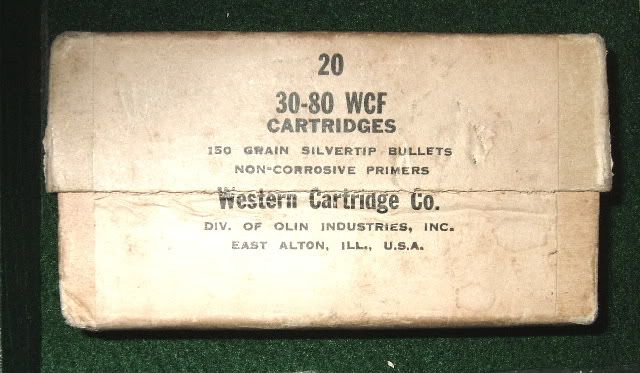 20
30-80 WCF
CARTRIDGES
150 GRAIN SILVERTIP BULLETS
NON-CORROSIVE PRIMERS
Western Cartridge Co.
DIV. OF OLIN INDUSTRIES, INC.
EAST ALTON, ILL., U.S.A.